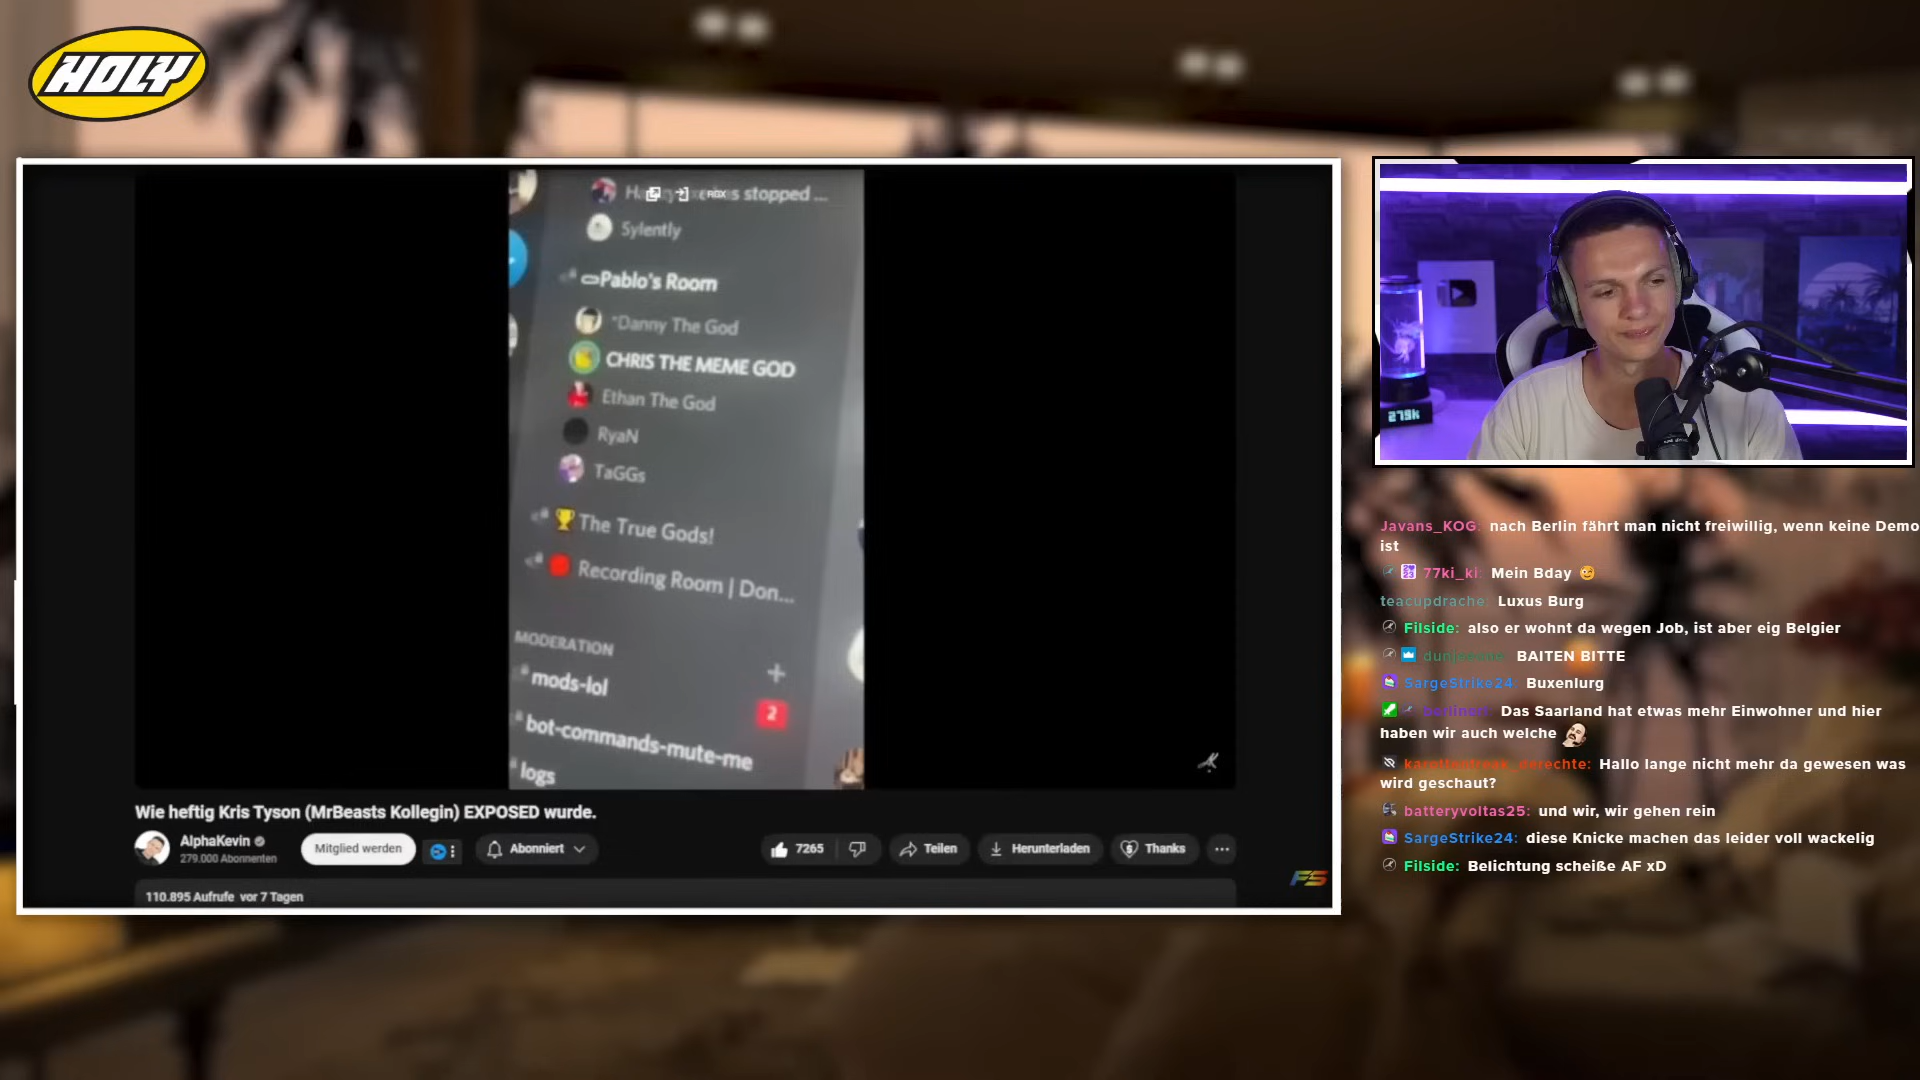 HOLY
stopped ...
Sylently
Pablo's Room
*Danny The God
CHRIS THE MEME GOD
Ethan The God
RyaN
TaGGs
The True Gods!
Recording Room | Don...
MODERATION
mods-lol
2
bot-commands-mute-me
logs
Wie heftig Kris Tyson (MrBeasts Kollegin) EXPOSED wurde.
AlphaKevin
279.000 Abonnenten
Mitglied werden
Abonniert
7265
Teilen
Herunterladen
Thanks
110.895 Aufrufe vor 7 Tagen
FS
279k
Javans_KOG: nach Berlin fährt man nicht freiwillig, wenn keine Demo
ist
77ki_ki: Mein Bday
teacupdrache: Luxus Burg
Filside: also er wohnt da wegen Job, ist aber eig Belgier
BAITEN BITTE
SargeStrike24: Buxenlurg
Das Saarland hat etwas mehr Einwohner und hier
haben wir auch welche
Hallo lange nicht mehr da gewesen was
wird geschaut?
batteryvoltas25: und wir, wir gehen rein
SargeStrike24: diese Knicke machen das leider voll wackelig
Filside: Belichtung scheiße AF xD